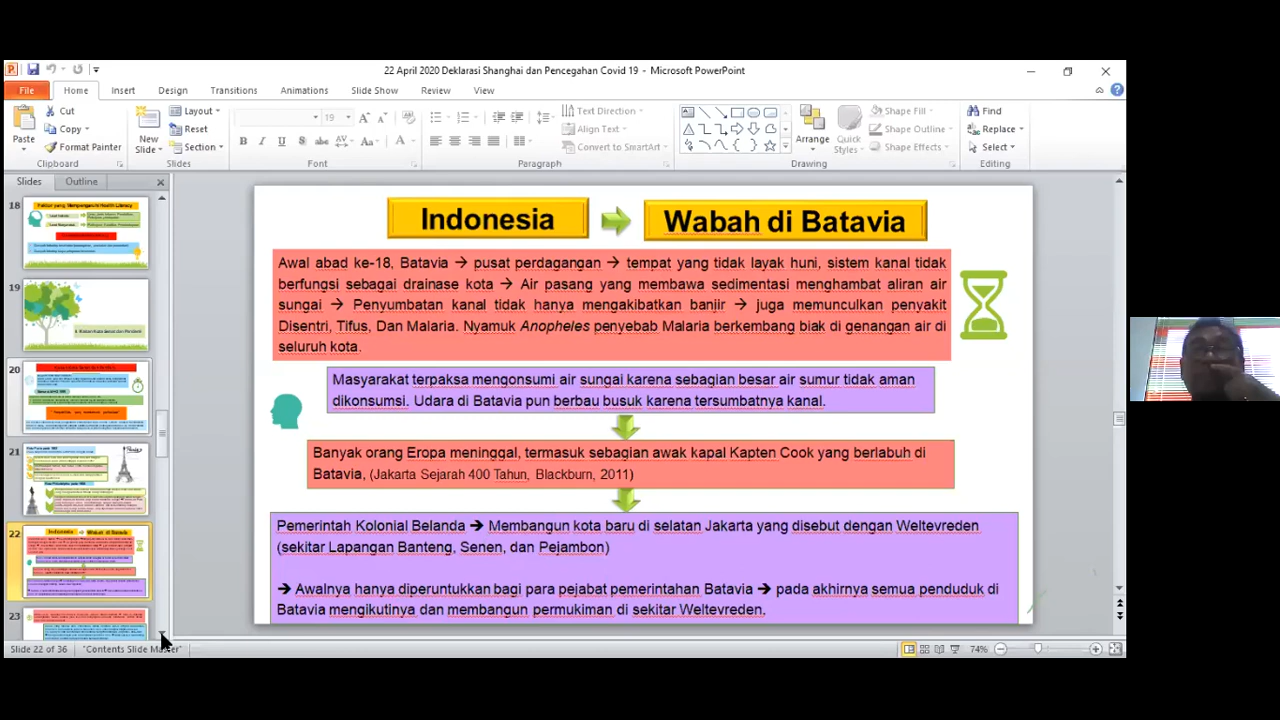 22 April 2020 Deklarasi Shanghai dan Pencegahan Covid 19 - Microsoft PowerPoint
File Home Insert Design Transitions Animations Slide Show Review View
Paste
Cut
Copy
Format Painter
Clipboard
New Slide
Layout
Reset
Section
Slides
19
Font
Paragraph
Text Direction
Align Text
Convert to SmartArt
Arrange
Quick Styles
Shape Fill
Shape Outline
Shape Effects
Drawing
Find
Replace
Select
Editing
Slides Outline
18
19
20
21
22
23
Indonesia
Wabah di Batavia
Awal abad ke-18, Batavia → pusat perdagangan → tempat yang tidak layak huni, sistem kanal tidak
berfungsi sebagai drainase kota → Air pasang yang membawa sedimentasi menghambat aliran air
sungai → Penyumbatan kanal tidak hanya mengakibatkan banjir → juga memunculkan penyakit
Disentri, Tifus, Dan Malaria. Nyamuk Anopheles penyebab Malaria berkembang biak di genangan air di
seluruh kota.
Masyarakat terpaksa mengonsumi air sungai karena sebagian besar air sumur tidak aman
dikonsumsi. Udara di Batavia pun berbau busuk karena tersumbatnya kanal.
Banyak orang Eropa meninggal, termasuk sebagian awak kapal Kapten Cook yang berlabuh di
Batavia, (Jakarta Sejarah 400 Tahun. Blackburn, 2011)
Pemerintah Kolonial Belanda → membangun kota baru di selatan Jakarta yang disebut dengan Weltevreden
(sekitar Lapangan Banteng, Senen, dan Pejambon)
→ Awalnya hanya diperuntukkan bagi para pejabat pemerintahan Batavia → pada akhirnya semua penduduk di
Batavia mengikutinya dan membangun permukiman di sekitar Weltevreden
Slide 22 of 36 "Contents Slide Master" 74%